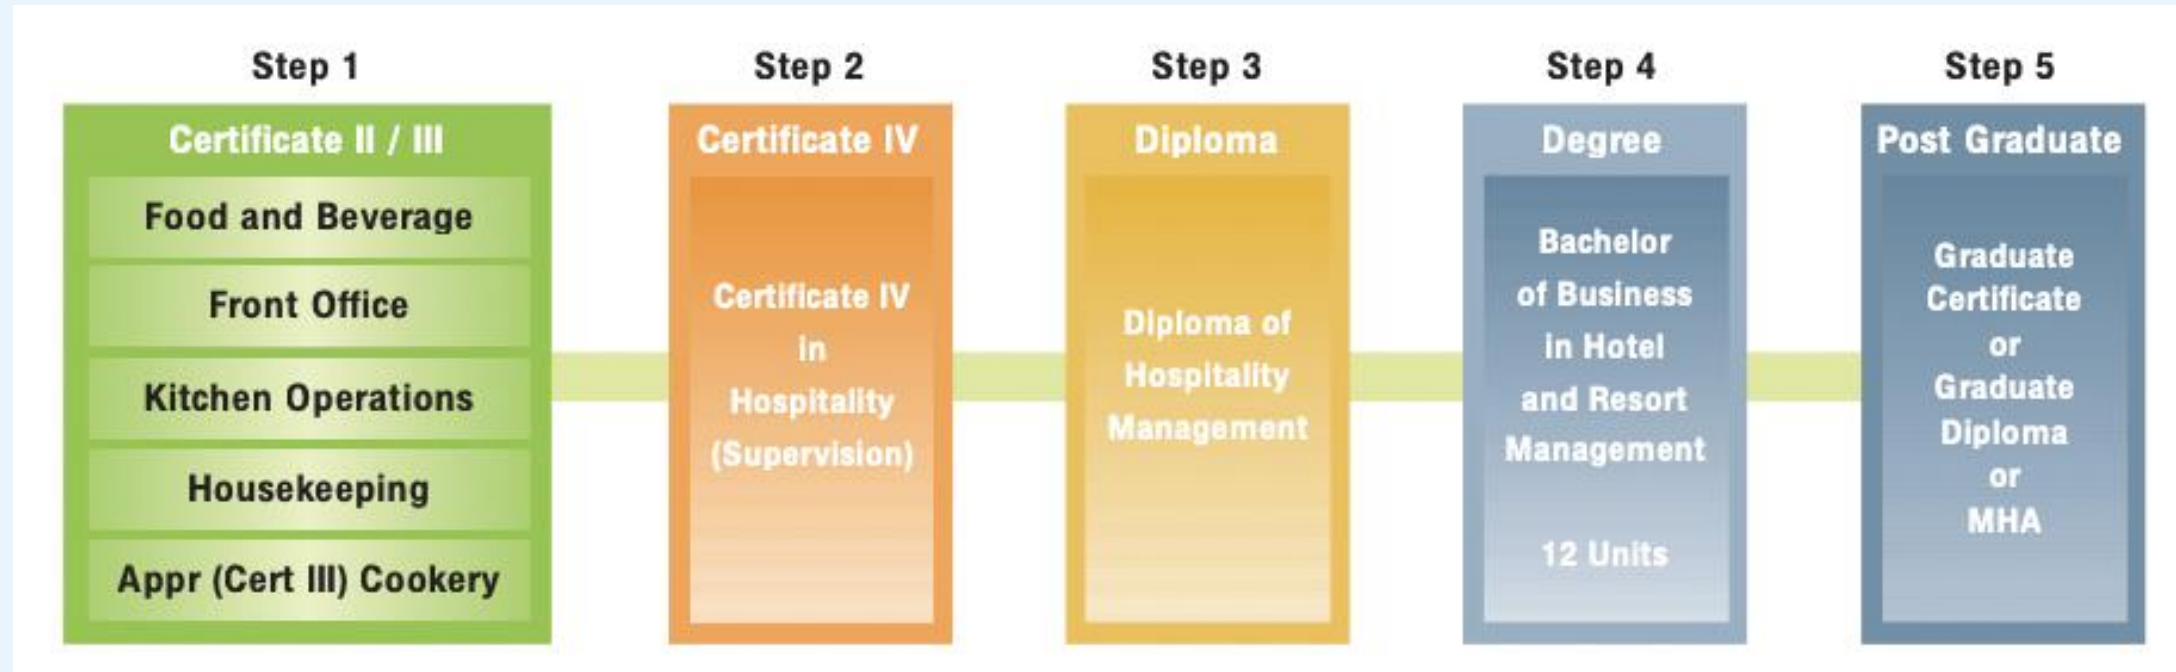 Step 1
Certificate II / III
Food and Beverage
Front Office
Kitchen Operations
Housekeeping
Appr (Cert III) Cookery
Step 2
Certificate IV
Certificate IV
in
Hospitality
(Supervision)
Step 3
Diploma
Diploma of
Hospitality
Management
Step 4
Degree
Bachelor
of Business
in Hotel
and Resort
Management
12 Units
Step 5
Post Graduate
Graduate
Certificate
or
Graduate
Diploma
or
MHA